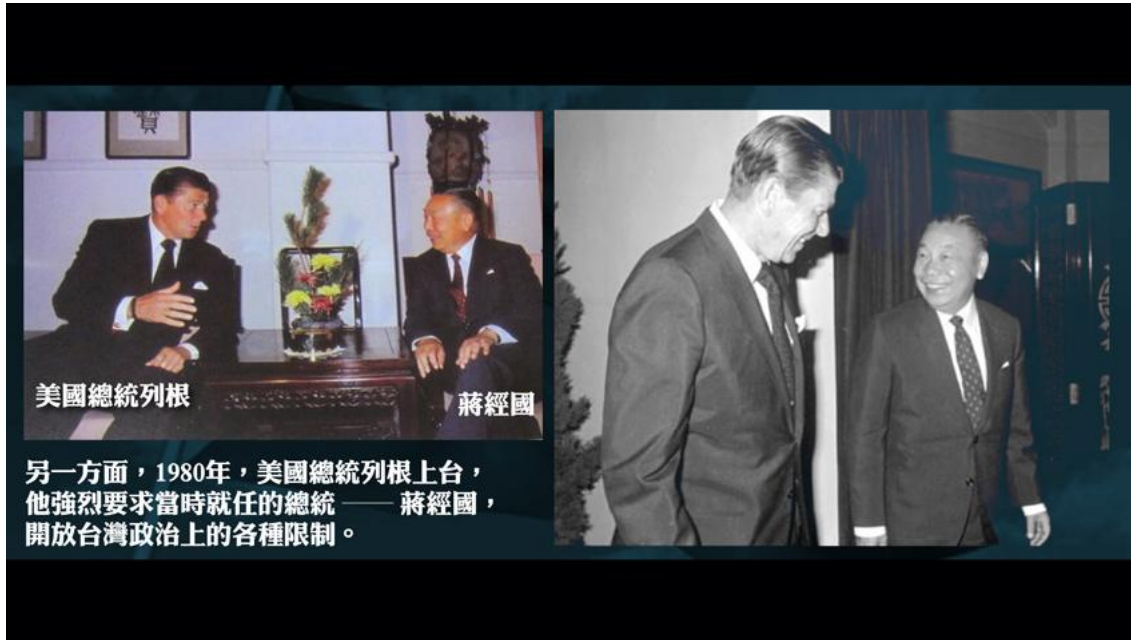 美國總統列根
蔣經國
另一方面，1980年，美國總統列根上台，
他強烈要求當時就任的總統 —— 蔣經國，
開放台灣政治上的各種限制。